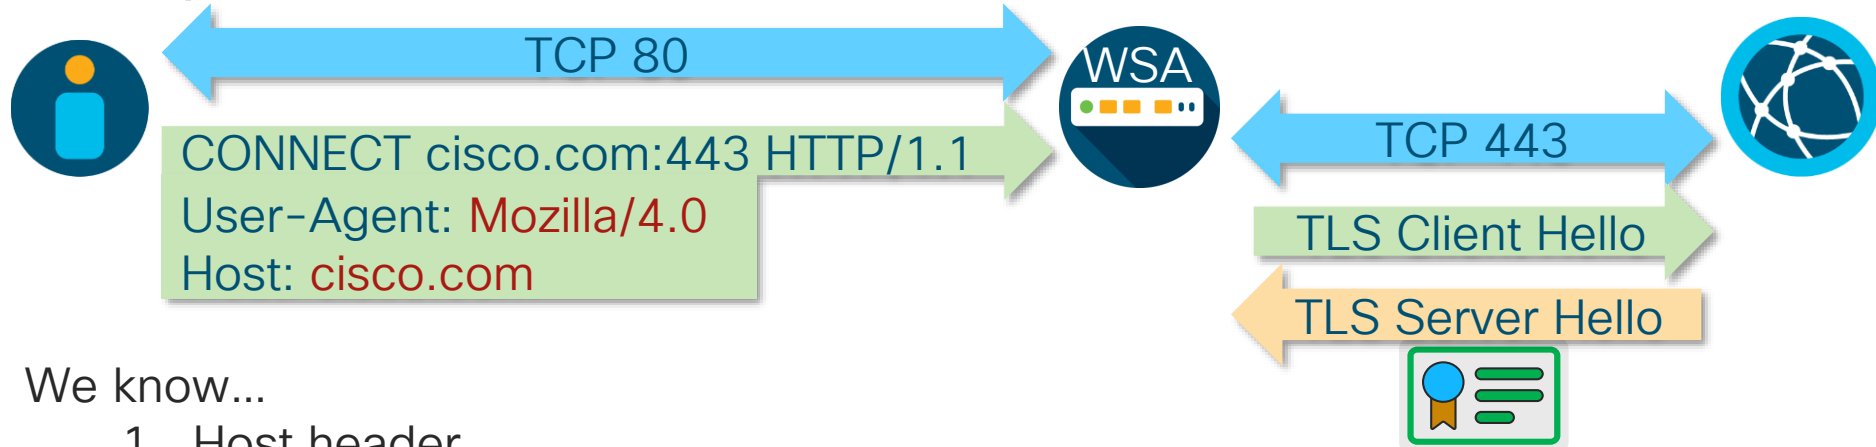 TCP 80
WSA
CONNECT cisco.com:443 HTTP/1.1
User-Agent: Mozilla/4.0
Host: cisco.com
TCP 443
TLS Client Hello
TLS Server Hello
We know...
1. Host header